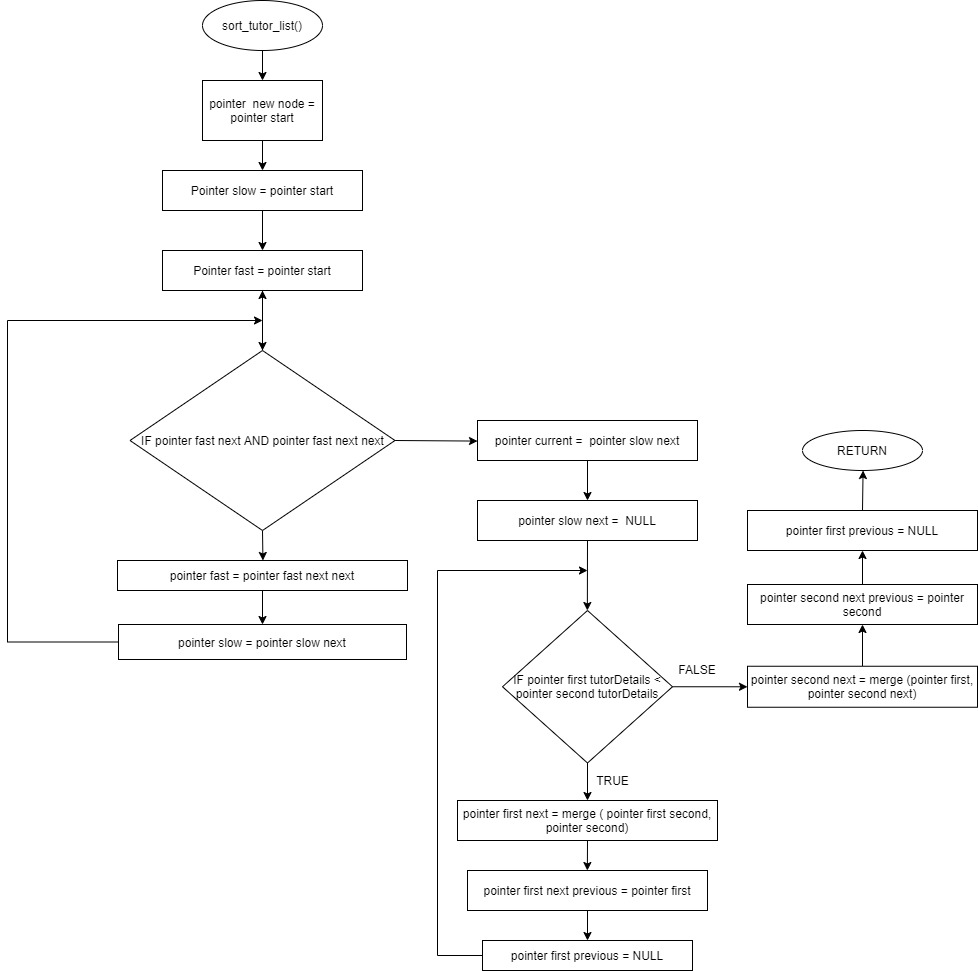 sort_tutor_list()
pointer new node =
pointer start
Pointer slow = pointer start
Pointer fast = pointer start
IF pointer fast next AND pointer fast next next
pointer fast = pointer fast next next
pointer slow = pointer slow next
pointer current = pointer slow next
pointer slow next = NULL
IF pointer first tutorDetails <
pointer second tutorDetails
TRUE
pointer first next = merge ( pointer first second,
pointer second)
pointer first next previous = pointer first
pointer first previous = NULL
FALSE
pointer second next = merge (pointer first,
pointer second next)
pointer second next previous = pointer
second
pointer first previous = NULL
RETURN